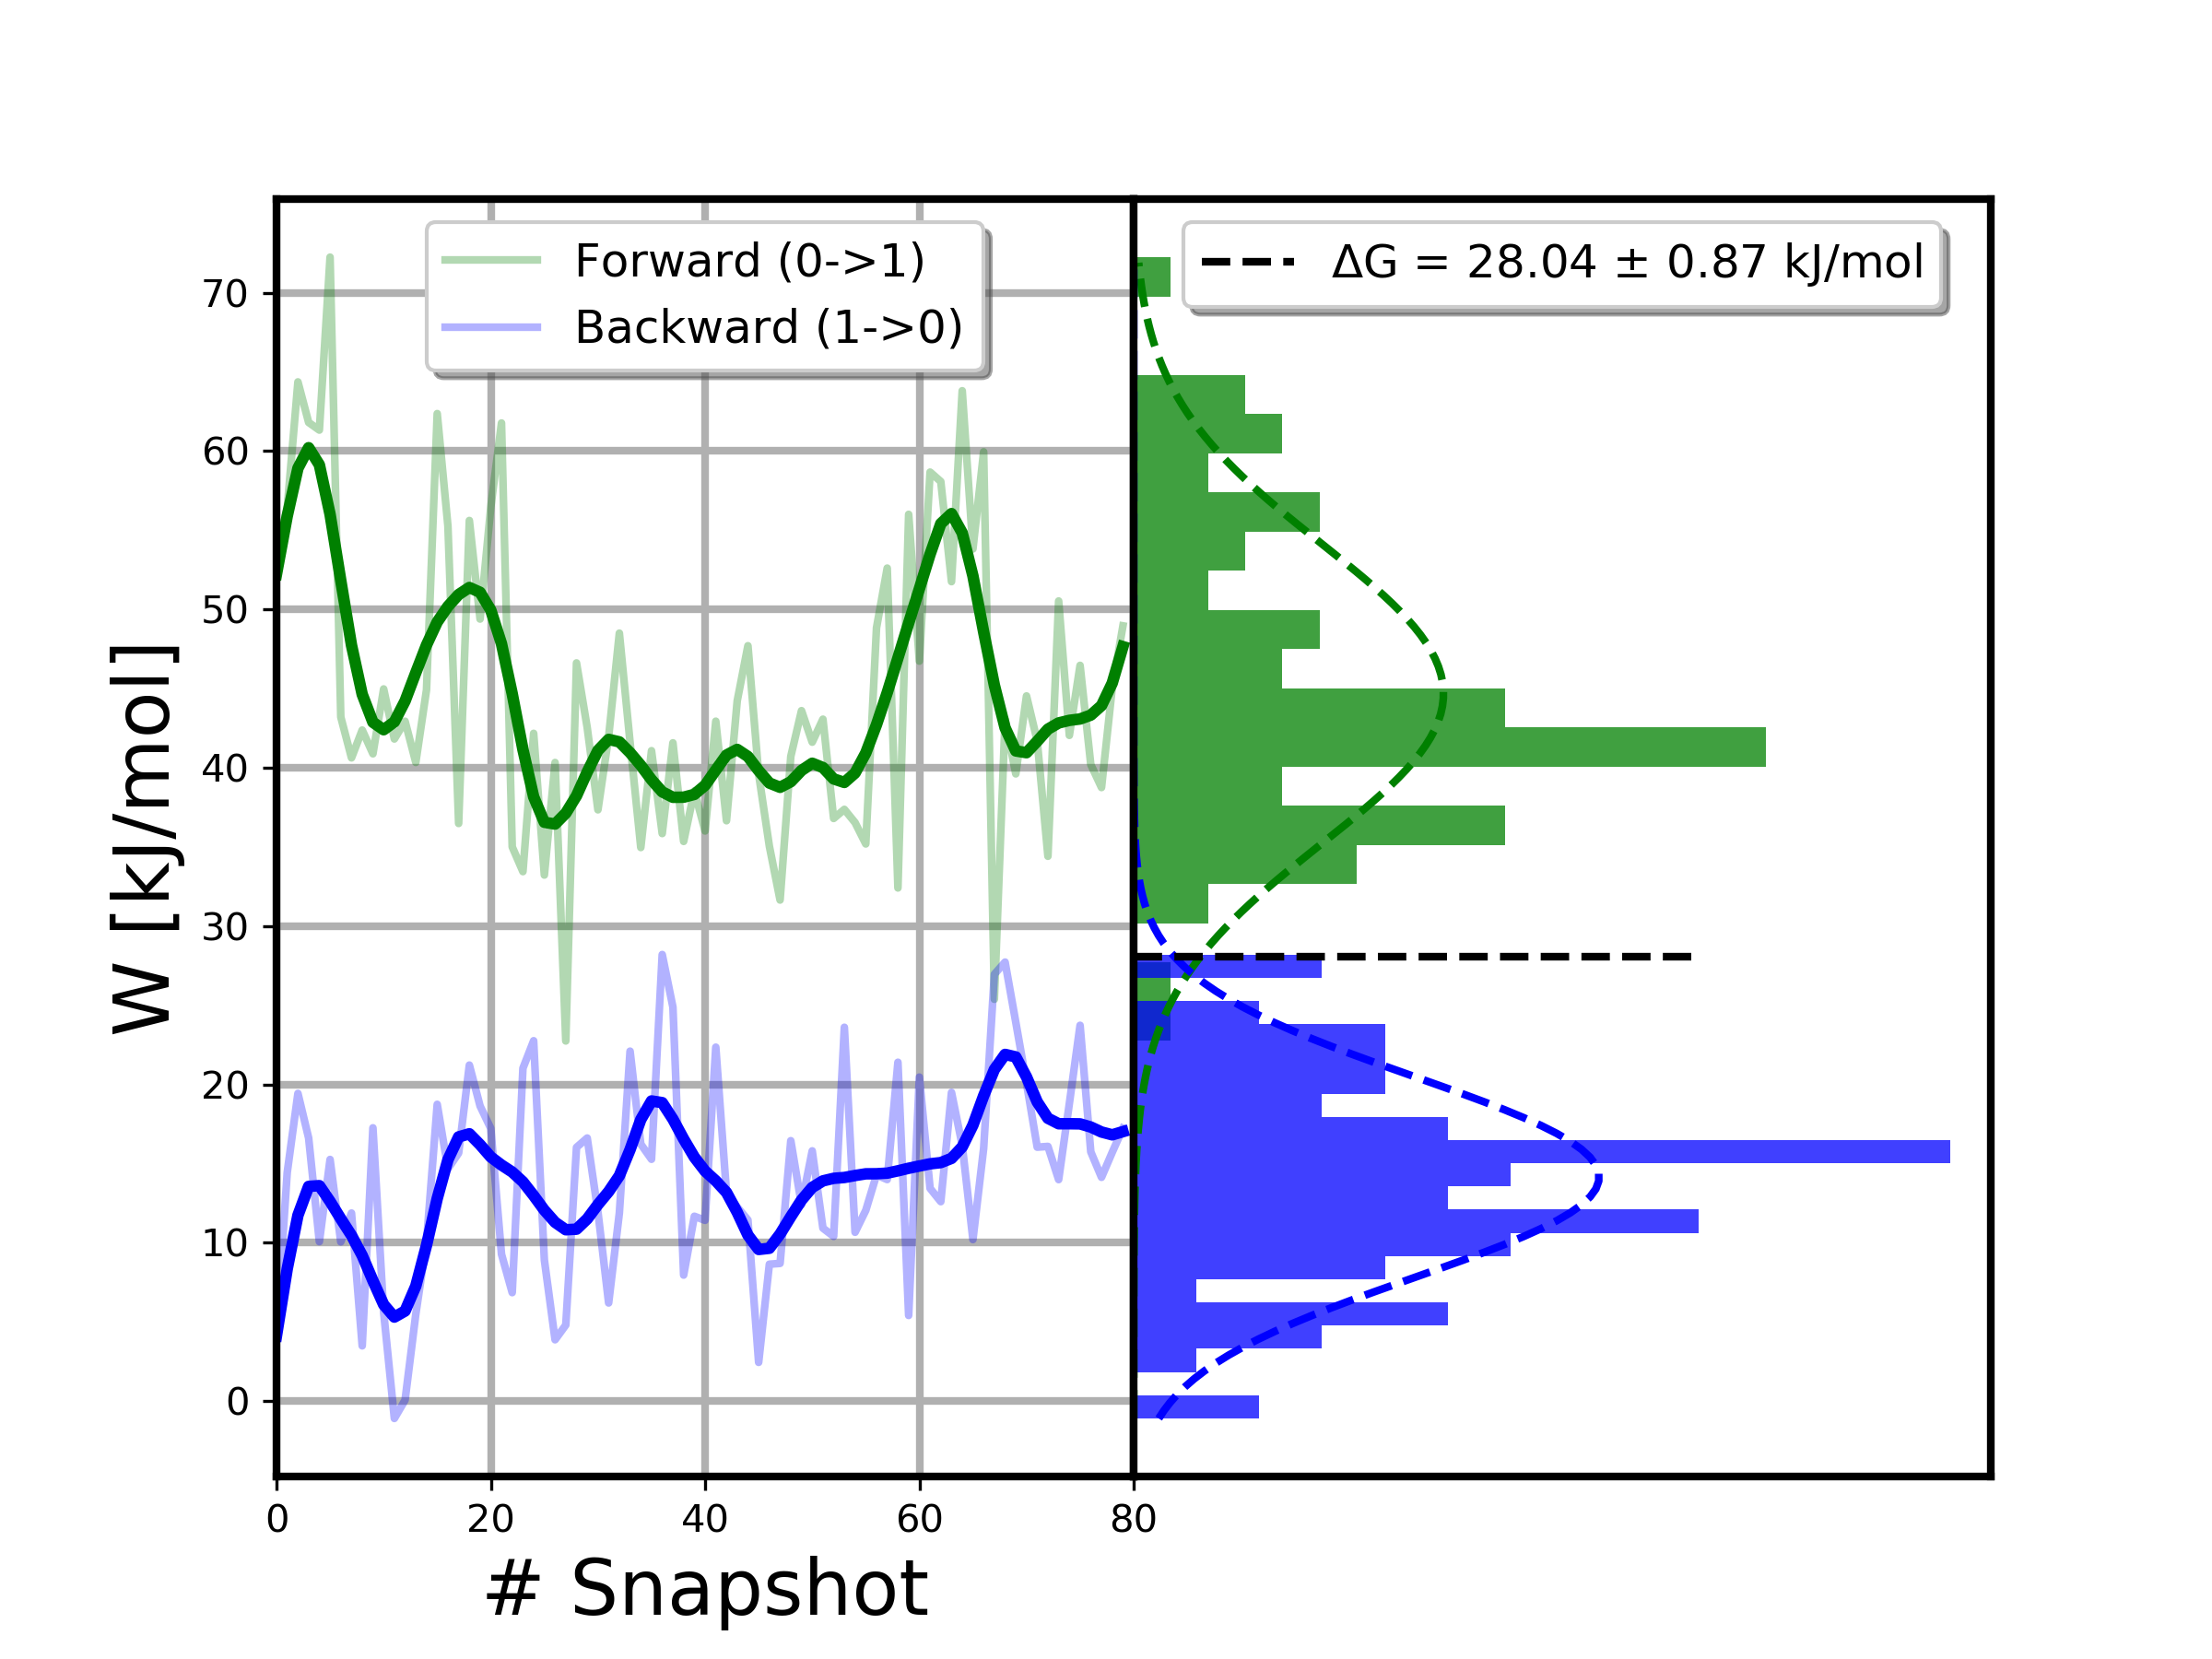 Forward (0->1)
Backward (1->0)
ΔG = 28.04 ± 0.87 kJ/mol
W [kJ/mol]
70
60
50
40
30
20
10
0
0 20 40 60 80
# Snapshot